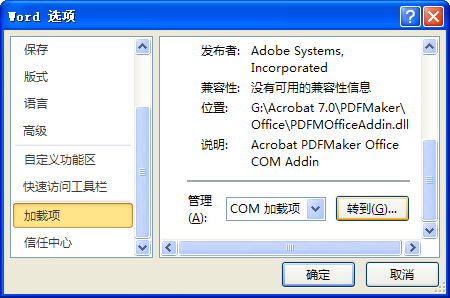 Word 选项
保存
版式
语言
高级
自定义功能区
快速访问工具栏
加载项
信任中心
发布者: Adobe Systems,
Incorporated
兼容性: 没有可用的兼容性信息
位置: G:\Acrobat 7.0\PDFMaker\
Office\PDFMOfficeAddin.dll
说明: Acrobat PDFMaker Office
COM Addin
管理
(A):
COM 加载项
转到(G)...
确定
取消